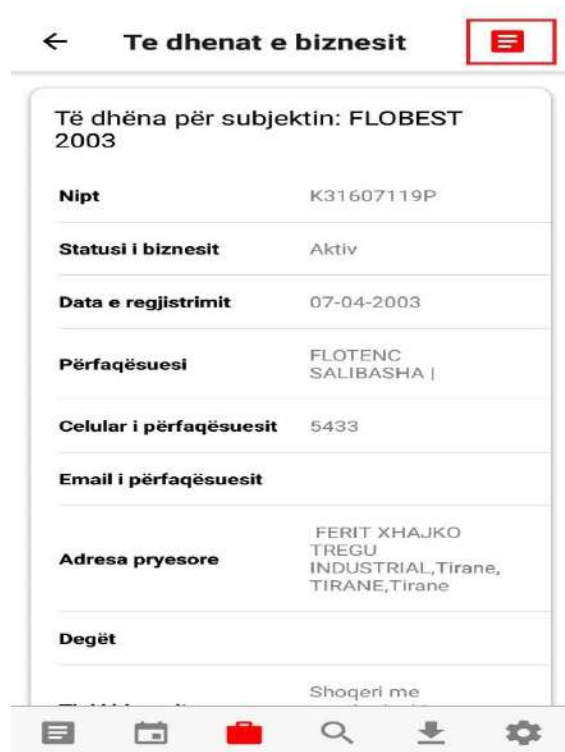 Te dhenat e biznesit
Të dhëna për subjektin: FLOBEST
2003
Nipt K31607119P
Statusi i biznesit Aktiv
Data e regjistrimit 07-04-2003
Përfaqësuesi FLOTENC
SALIBASHA |
Celular i përfaqësuesit 5433
Email i përfaqësuesit
FERIT XHAJKO
TREGU
Adresa pryesore INDUSTRIAL,Tirane,
TIRANE,Tirane
Degët
Shoqeri me